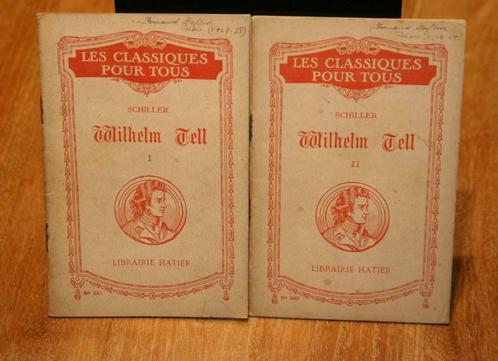 LES CLASSIQUES
POUR TOUS
SCHILLER
Wilhelm Tell
I
LIBRAIRIE HATIER
LES CLASSIQUES
POUR TOUS
SCHILLER
Wilhelm Tell
II
LIBRAIRIE HATIER